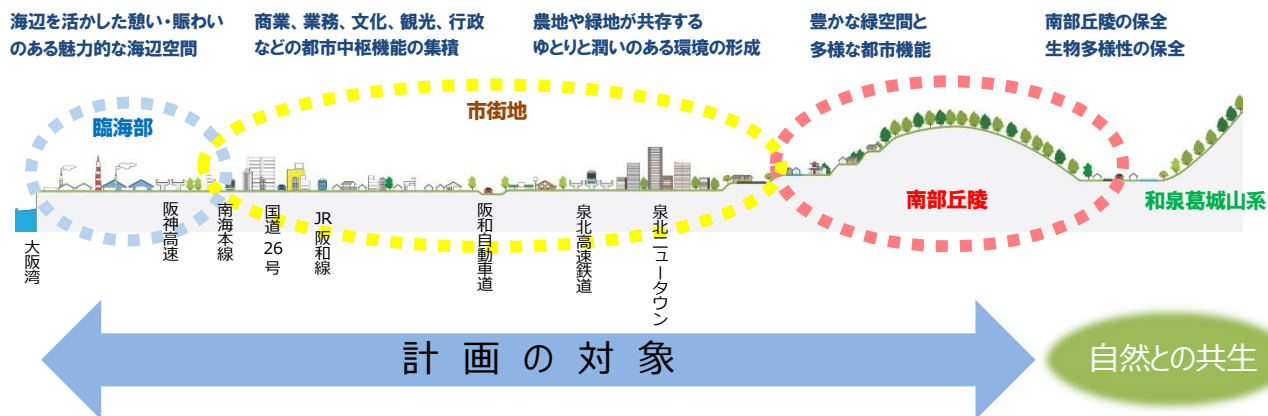 海辺を活かした憩い・賑わい
のある魅力的な海辺空間
商業、業務、文化、観光、行政
などの都市中枢機能の集積
農地や緑地が共存する
ゆとりと潤いのある環境の形成
豊かな緑空間と
多様な都市機能
南部丘陵の保全
生物多様性の保全
臨海部
市街地
南部丘陵
和泉葛城山系
大阪湾
阪神高速
南海本線
国道26号
JR阪和線
阪和自動車道
泉北高速鉄道
泉北ニュータウン
計画の対象
自然との共生